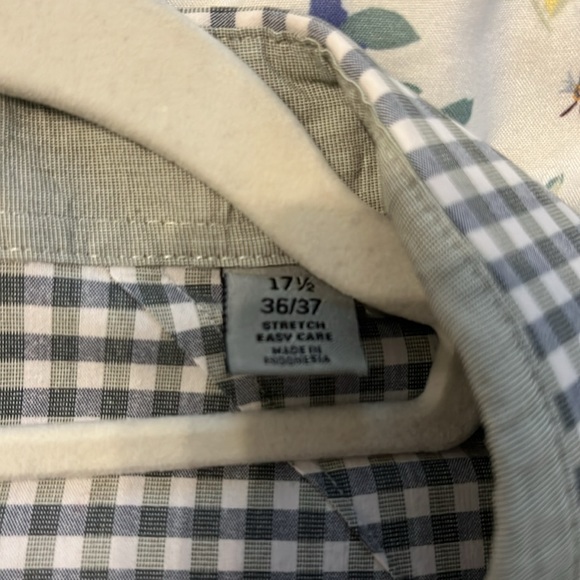 17½
36/37
STRETCH
EASY CARE
MADE IN
INDONESIA